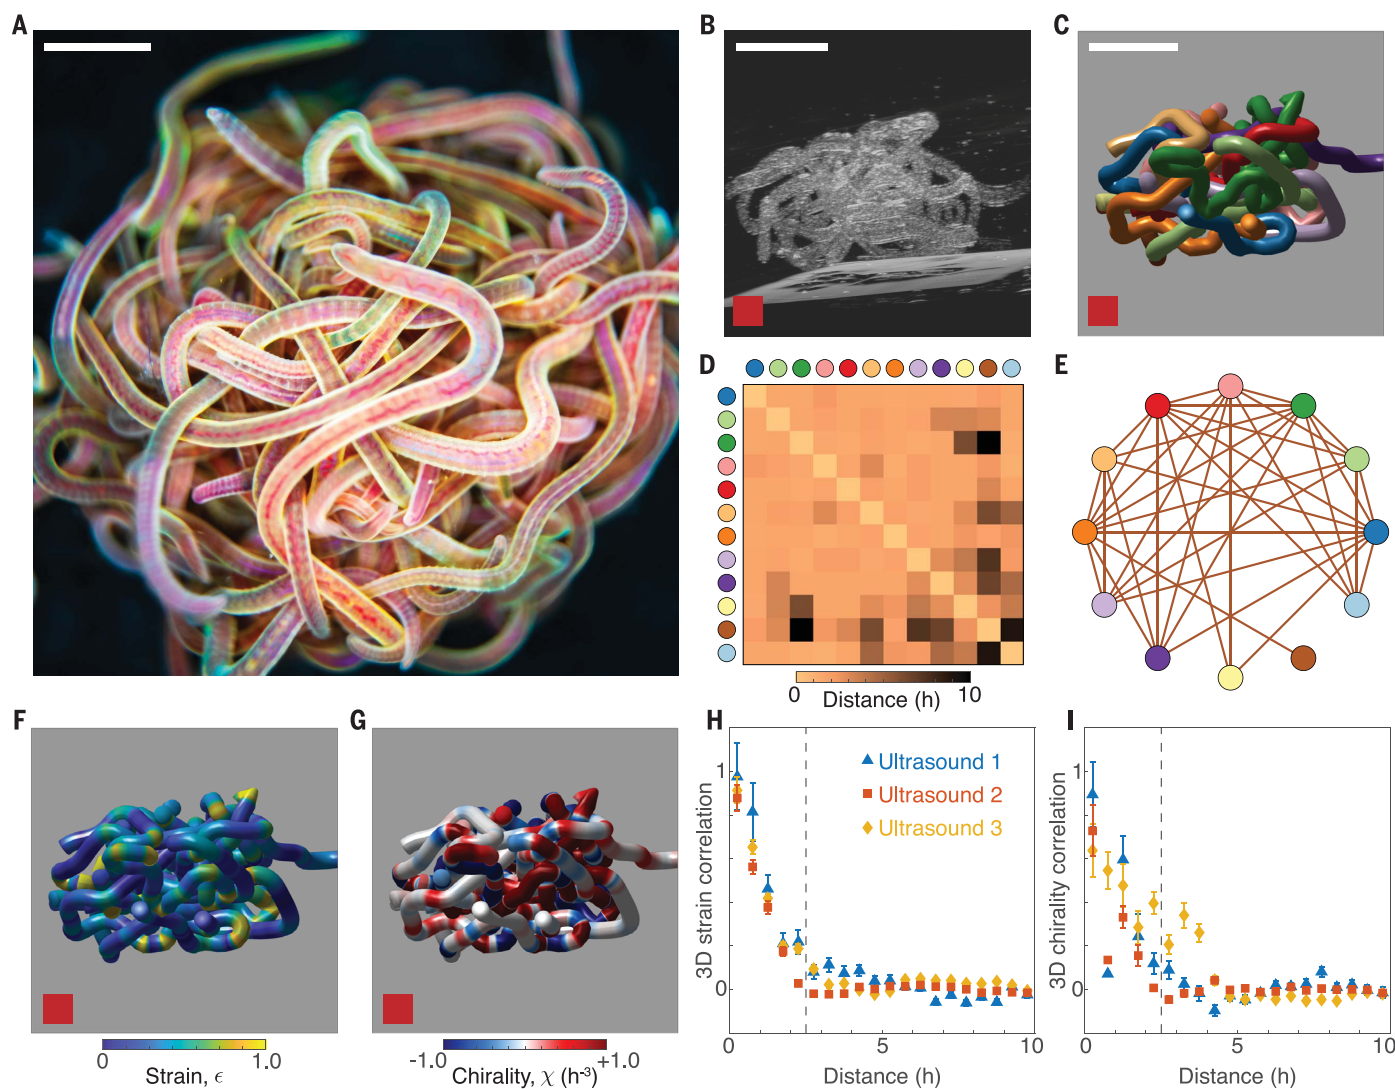 A
B
C
D
E
0
10
Distance (h)
F
G
H
I
0
1.0
Strain, ϵ
-1.0
+1.0
Chirality, χ (h⁻³)
3D strain correlation
1
0
Ultrasound 1
Ultrasound 2
Ultrasound 3
0
5
10
Distance (h)
3D chirality correlation
1
0
0
5
10
Distance (h)